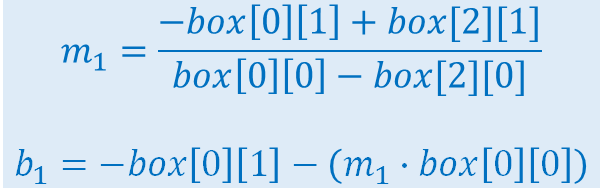 m₁ = (-box[0][1] + box[2][1]) / (box[0][0] - box[2][0])
b₁ = -box[0][1] - (m₁ · box[0][0])